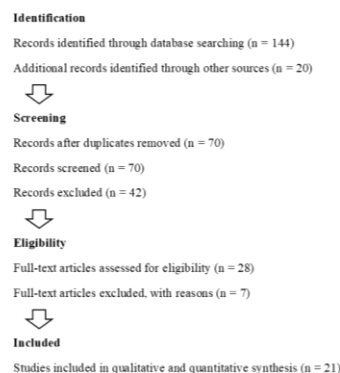 Identification
Records identified through database searching (n = 144)
Additional records identified through other sources (n = 20)
Screening
Records after duplicates removed (n = 70)
Records screened (n = 70)
Records excluded (n = 42)
Eligibility
Full-text articles assessed for eligibility (n = 28)
Full-text articles excluded, with reasons (n = 7)
Included
Studies included in qualitative and quantitative synthesis (n = 21)